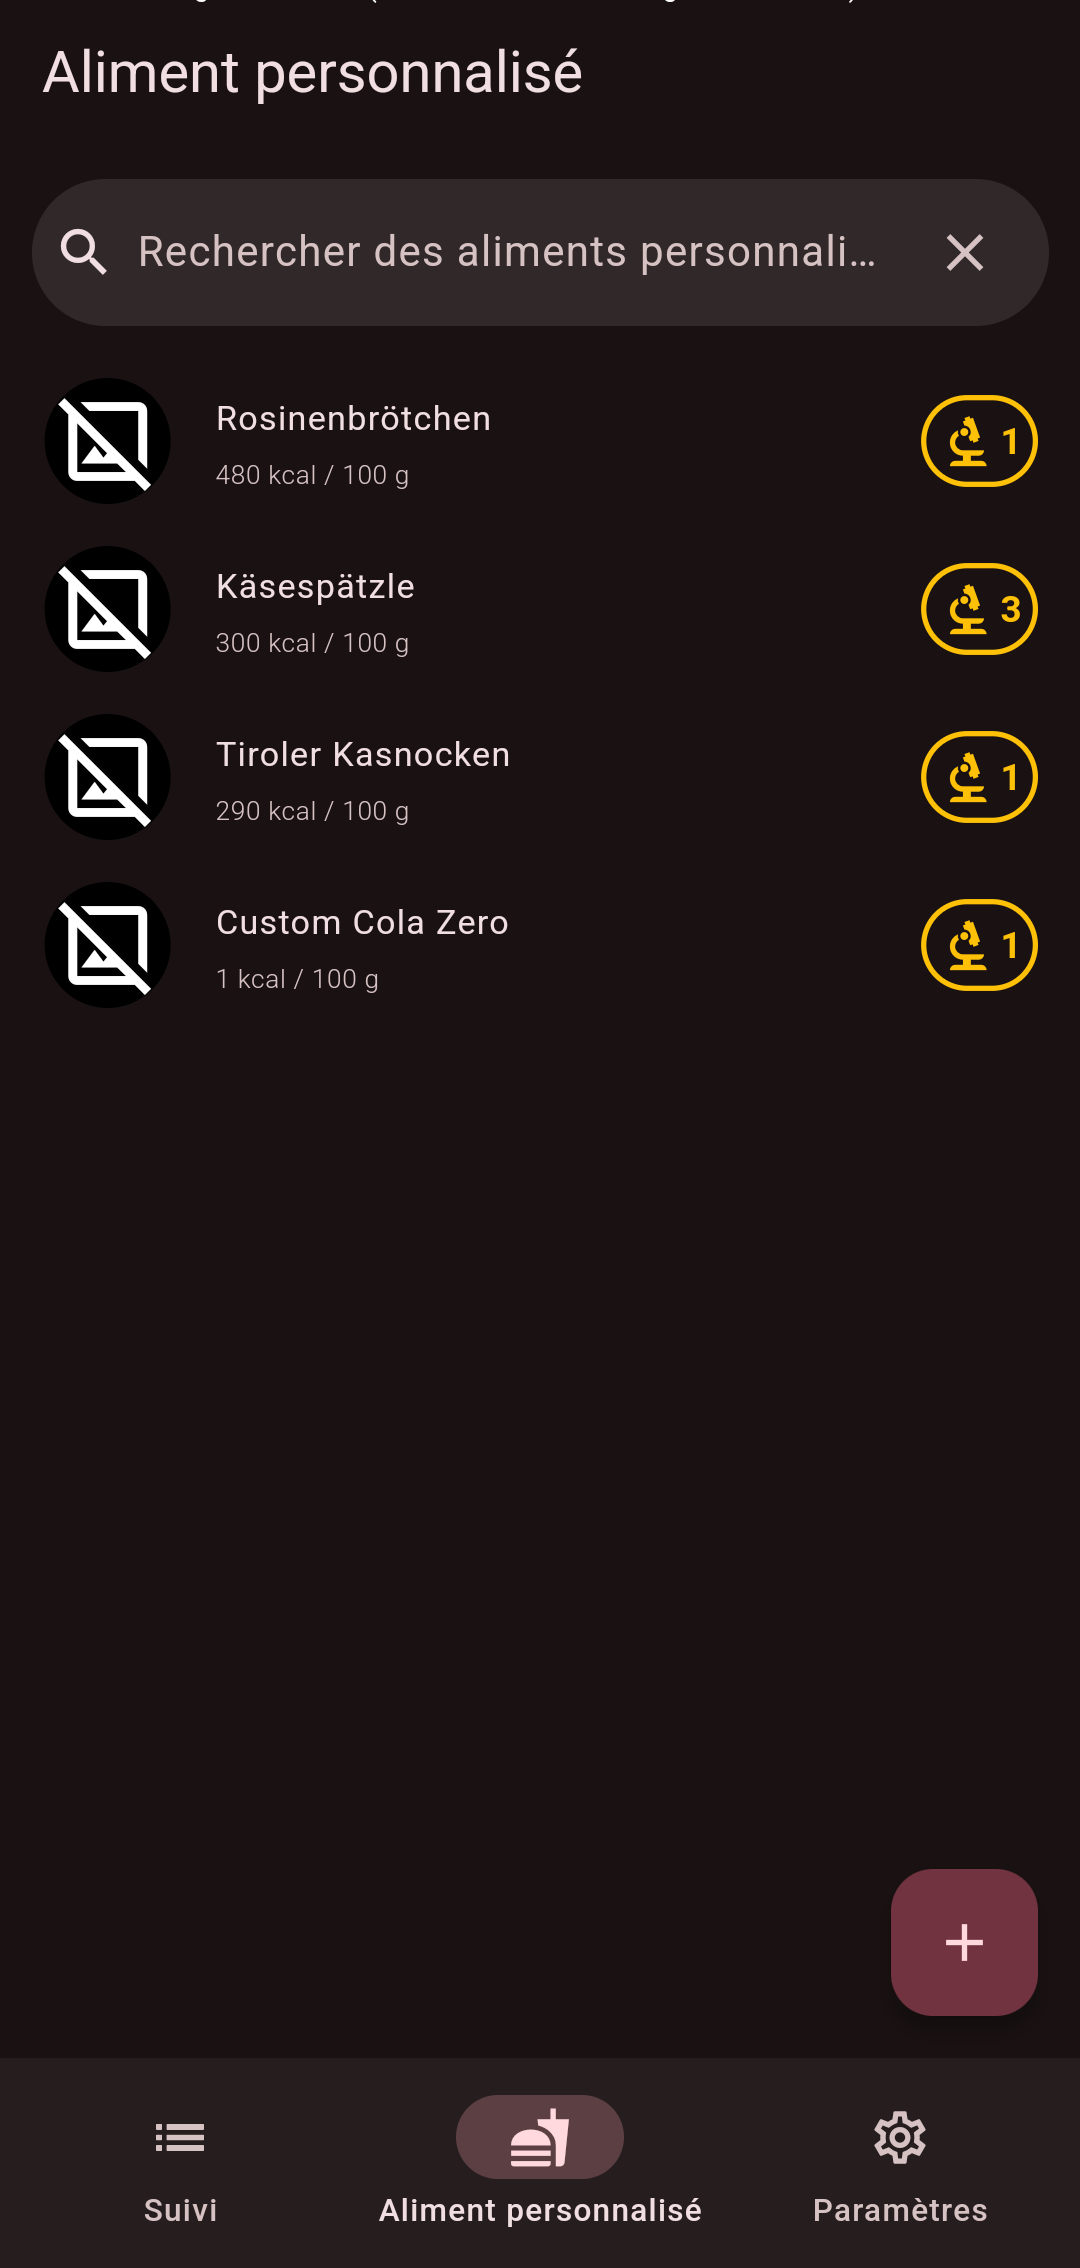 Aliment personnalisé
Rechercher des aliments personnali…
Rosinenbrötchen
480 kcal / 100 g
1
Käsespätzle
300 kcal / 100 g
3
Tiroler Kasnocken
290 kcal / 100 g
1
Custom Cola Zero
1 kcal / 100 g
1
Suivi
Aliment personnalisé
Paramètres